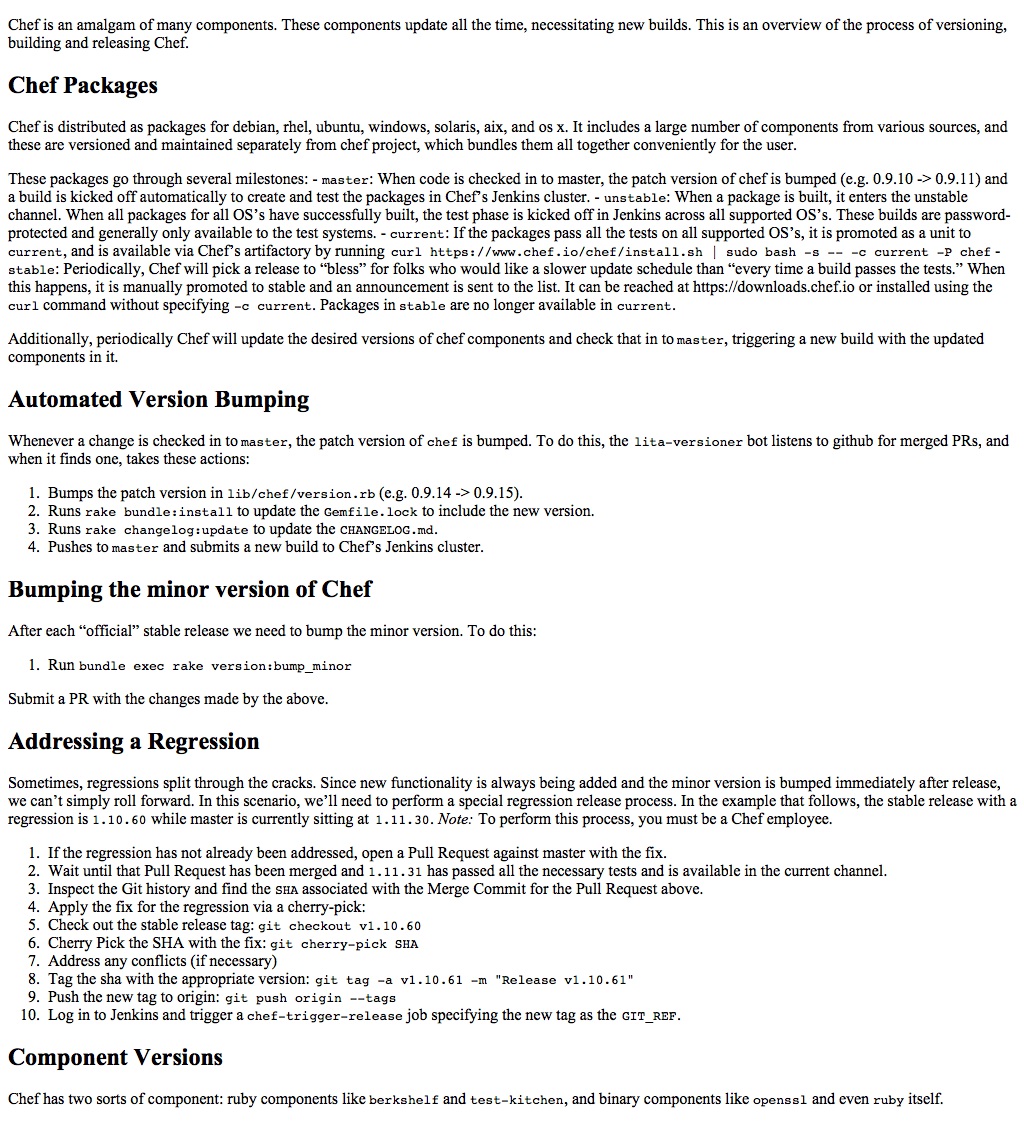 Chef is an amalgam of many components. These components update all the time, necessitating new builds. This is an overview of the process of versioning,
building and releasing Chef.
Chef Packages
Chef is distributed as packages for debian, rhel, ubuntu, windows, solaris, aix, and os x. It includes a large number of components from various sources, and
these are versioned and maintained separately from chef project, which bundles them all together conveniently for the user.
These packages go through several milestones: - master: When code is checked in to master, the patch version of chef is bumped (e.g. 0.9.10 -> 0.9.11) and
a build is kicked off automatically to create and test the packages in Chef's Jenkins cluster. - unstable: When a package is built, it enters the unstable
channel. When all packages for all OS's have successfully built, the test phase is kicked off in Jenkins across all supported OS's. These builds are password-
protected and generally only available to the test systems. - current: If the packages pass all the tests on all supported OS's, it is promoted as a unit to
current, and is available via Chef's artifactory by running curl https://www.chef.io/chef/install.sh | sudo bash -s -- -c current -P chef -
stable: Periodically, Chef will pick a release to “bless” for folks who would like a slower update schedule than “every time a build passes the tests.” When
this happens, it is manually promoted to stable and an announcement is sent to the list. It can be reached at https://downloads.chef.io or installed using the
curl command without specifying -c current. Packages in stable are no longer available in current.
Additionally, periodically Chef will update the desired versions of chef components and check that in to master, triggering a new build with the updated
components in it.
Automated Version Bumping
Whenever a change is checked in to master, the patch version of chef is bumped. To do this, the lita-versioner bot listens to github for merged PRs, and
when it finds one, takes these actions:
1. Bumps the patch version in lib/chef/version.rb (e.g. 0.9.14 -> 0.9.15).
2. Runs rake bundle:install to update the Gemfile.lock to include the new version.
3. Runs rake changelog:update to update the CHANGELOG.md.
4. Pushes to master and submits a new build to Chef's Jenkins cluster.
Bumping the minor version of Chef
After each “official” stable release we need to bump the minor version. To do this:
1. Run bundle exec rake version:bump_minor
Submit a PR with the changes made by the above.
Addressing a Regression
Sometimes, regressions split through the cracks. Since new functionality is always being added and the minor version is bumped immediately after release,
we can't simply roll forward. In this scenario, we'll need to perform a special regression release process. In the example that follows, the stable release with a
regression is 1.10.60 while master is currently sitting at 1.11.30. Note: To perform this process, you must be a Chef employee.
1. If the regression has not already been addressed, open a Pull Request against master with the fix.
2. Wait until that Pull Request has been merged and 1.11.31 has passed all the necessary tests and is available in the current channel.
3. Inspect the Git history and find the SHA associated with the Merge Commit for the Pull Request above.
4. Apply the fix for the regression via a cherry-pick:
5. Check out the stable release tag: git checkout v1.10.60
6. Cherry Pick the SHA with the fix: git cherry-pick SHA
7. Address any conflicts (if necessary)
8. Tag the sha with the appropriate version: git tag -a v1.10.61 -m "Release v1.10.61"
9. Push the new tag to origin: git push origin --tags
10. Log in to Jenkins and trigger a chef-trigger-release job specifying the new tag as the GIT_REF.
Component Versions
Chef has two sorts of component: ruby components like berkshelf and test-kitchen, and binary components like openssl and even ruby itself.